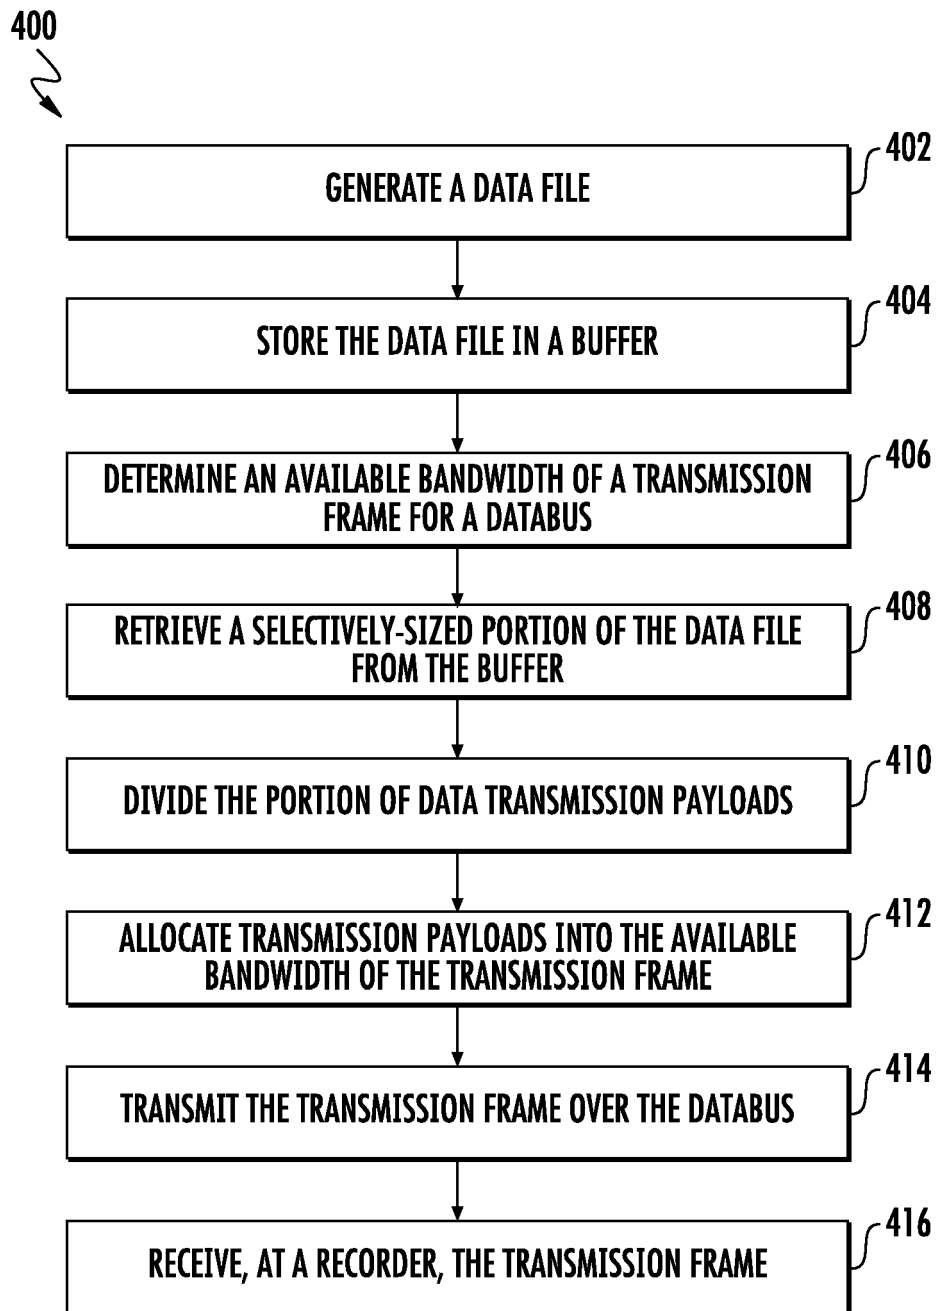 400
402
GENERATE A DATA FILE
404
STORE THE DATA FILE IN A BUFFER
406
DETERMINE AN AVAILABLE BANDWIDTH OF A TRANSMISSION
FRAME FOR A DATABUS
408
RETRIEVE A SELECTIVELY-SIZED PORTION OF THE DATA FILE
FROM THE BUFFER
410
DIVIDE THE PORTION OF DATA TRANSMISSION PAYLOADS
412
ALLOCATE TRANSMISSION PAYLOADS INTO THE AVAILABLE
BANDWIDTH OF THE TRANSMISSION FRAME
414
TRANSMIT THE TRANSMISSION FRAME OVER THE DATABUS
416
RECEIVE, AT A RECORDER, THE TRANSMISSION FRAME